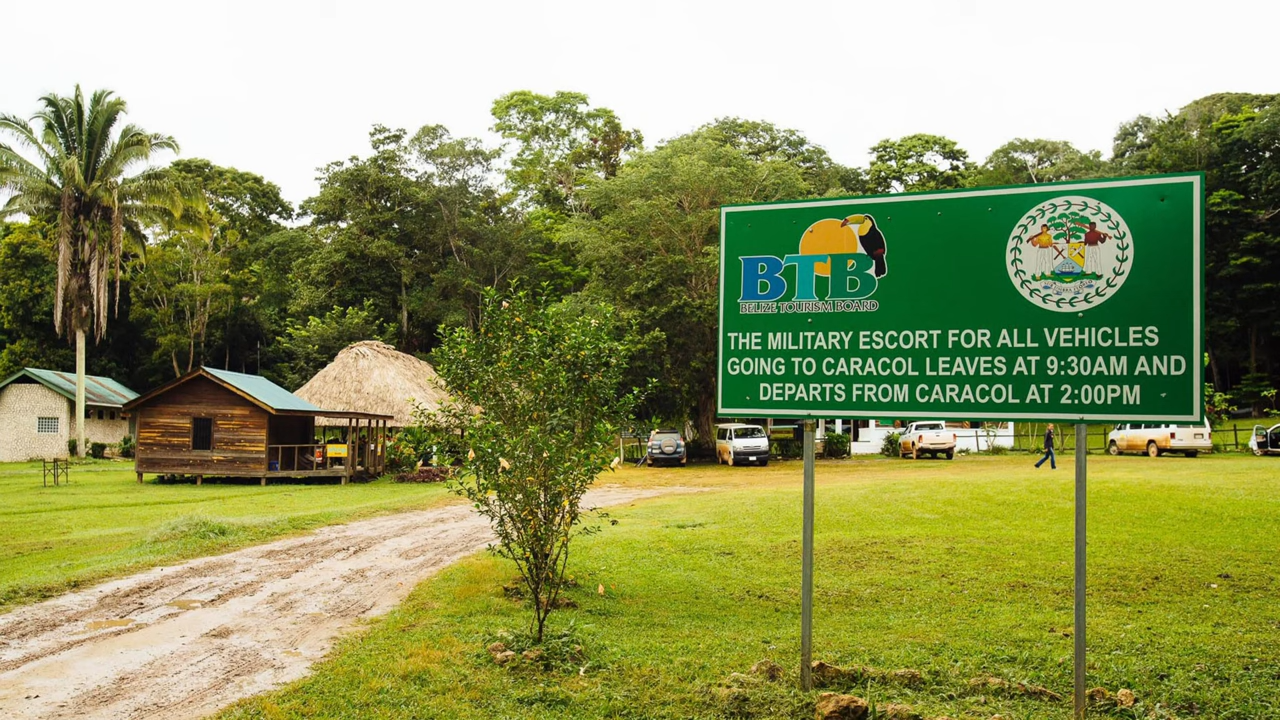 BTB
BELIZE TOURISM BOARD
THE MILITARY ESCORT FOR ALL VEHICLES
GOING TO CARACOL LEAVES AT 9:30AM AND
DEPARTS FROM CARACOL AT 2:00PM